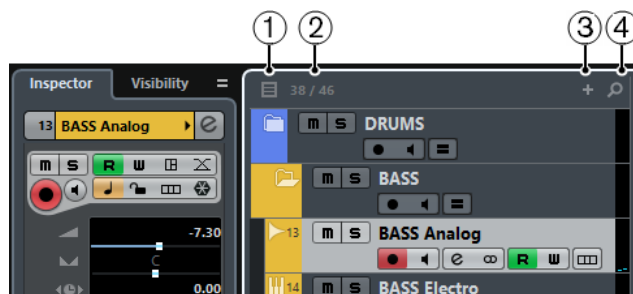 1 2 3 4
Inspector Visibility
38 / 46
13 BASS Analog e
m s DRUMS
m s R W
m s BASS
-7.30
13 m s BASS Analog
C
e R W
0.00
14 m s BASS Electro